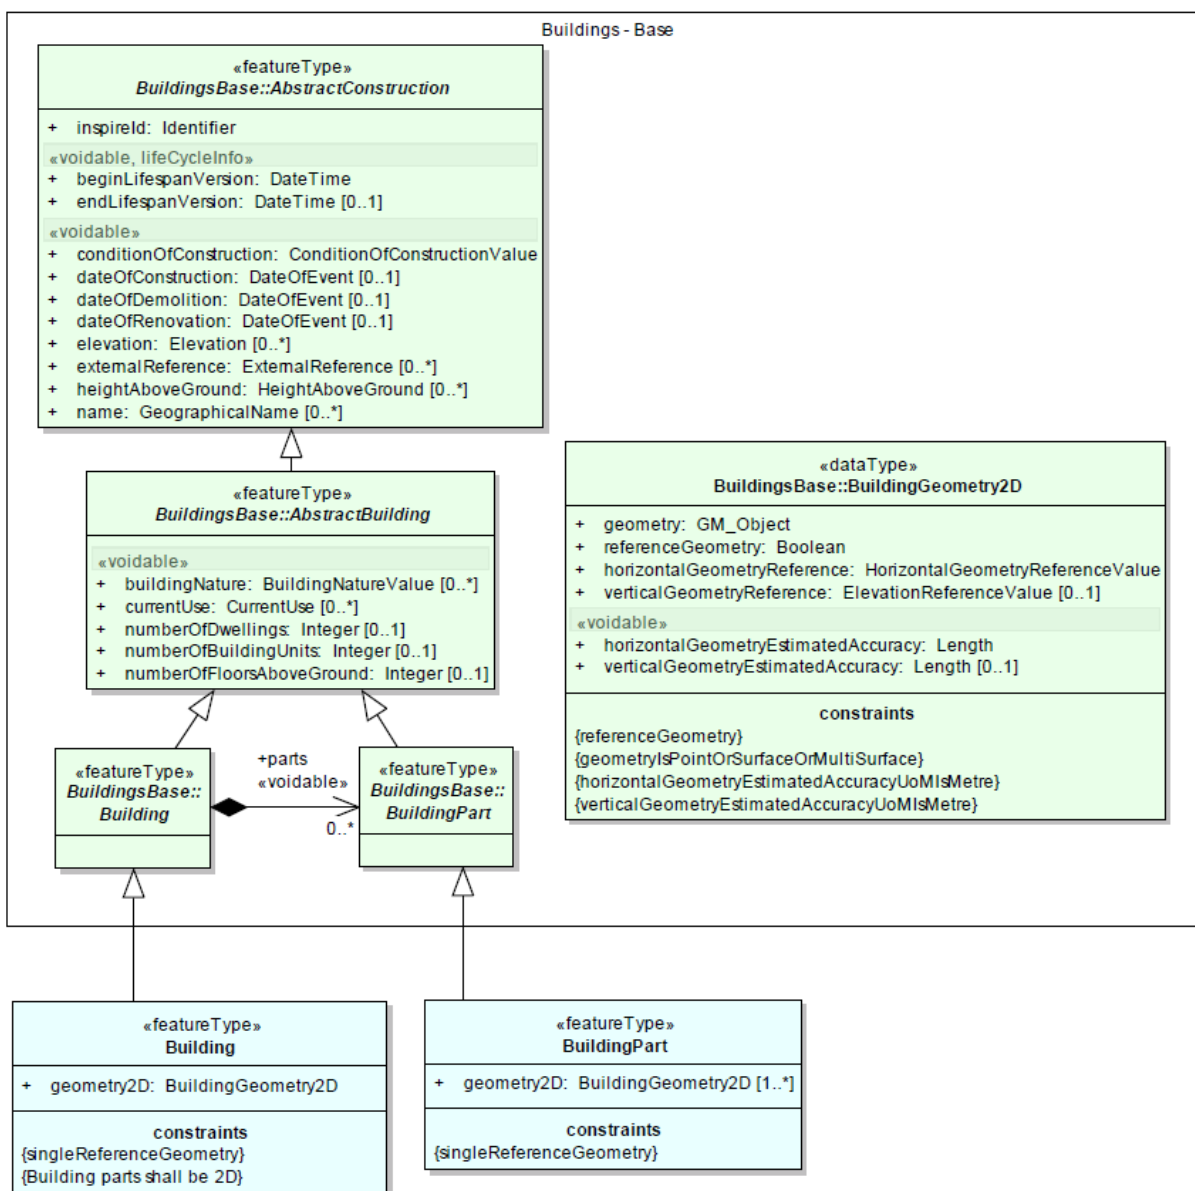 Buildings - Base
«featureType»
BuildingsBase::AbstractConstruction
+ inspireId: Identifier
«voidable, lifeCycleInfo»
+ beginLifespanVersion: DateTime
+ endLifespanVersion: DateTime [0..1]
«voidable»
+ conditionOfConstruction: ConditionOfConstructionValue
+ dateOfConstruction: DateOfEvent [0..1]
+ dateOfDemolition: DateOfEvent [0..1]
+ dateOfRenovation: DateOfEvent [0..1]
+ elevation: Elevation [0..*]
+ externalReference: ExternalReference [0..*]
+ heightAboveGround: HeightAboveGround [0..*]
+ name: GeographicalName [0..*]
«featureType»
BuildingsBase::AbstractBuilding
«voidable»
+ buildingNature: BuildingNatureValue [0..*]
+ currentUse: CurrentUse [0..*]
+ numberOfDwellings: Integer [0..1]
+ numberOfBuildingUnits: Integer [0..1]
+ numberOfFloorsAboveGround: Integer [0..1]
«dataType»
BuildingsBase::BuildingGeometry2D
+ geometry: GM_Object
+ referenceGeometry: Boolean
+ horizontalGeometryReference: HorizontalGeometryReferenceValue
+ verticalGeometryReference: ElevationReferenceValue [0..1]
«voidable»
+ horizontalGeometryEstimatedAccuracy: Length
+ verticalGeometryEstimatedAccuracy: Length [0..1]
constraints
{referenceGeometry}
{geometryIsPointOrSurfaceOrMultiSurface}
{horizontalGeometryEstimatedAccuracyUoMIsMetre}
{verticalGeometryEstimatedAccuracyUoMIsMetre}
«featureType»
BuildingsBase::
Building
+parts
«voidable»
0..*
«featureType»
BuildingsBase::
BuildingPart
«featureType»
Building
+ geometry2D: BuildingGeometry2D
constraints
{singleReferenceGeometry}
{Building parts shall be 2D}
«featureType»
BuildingPart
+ geometry2D: BuildingGeometry2D [1..*]
constraints
{singleReferenceGeometry}